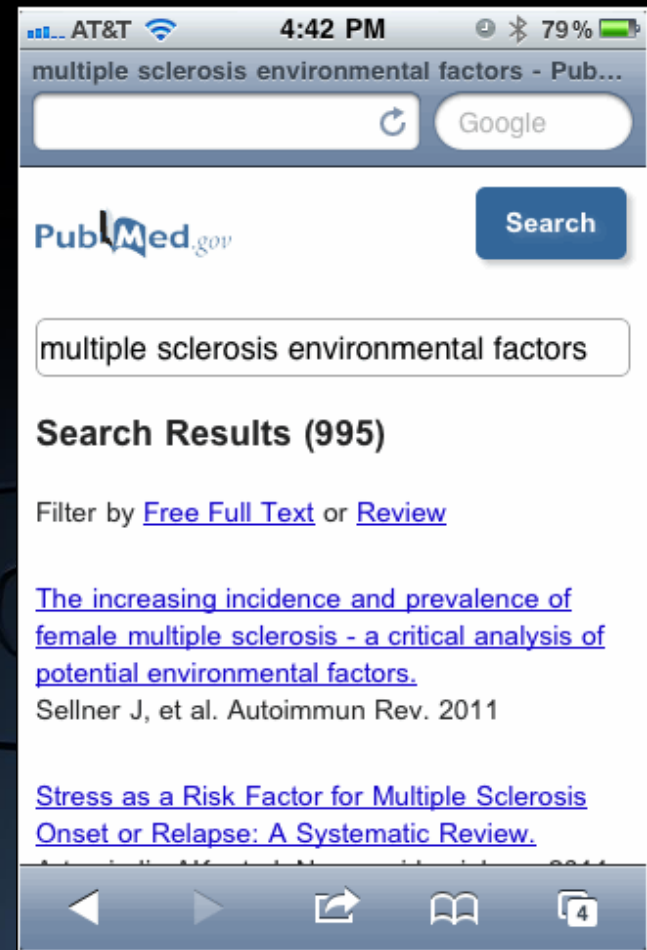 AT&T 4:42 PM 79%
multiple sclerosis environmental factors - Pub...
Google
PubMed.gov
Search
multiple sclerosis environmental factors
Search Results (995)
Filter by Free Full Text or Review
The increasing incidence and prevalence of
female multiple sclerosis - a critical analysis of
potential environmental factors.
Sellner J, et al. Autoimmun Rev. 2011
Stress as a Risk Factor for Multiple Sclerosis
Onset or Relapse: A Systematic Review.
4